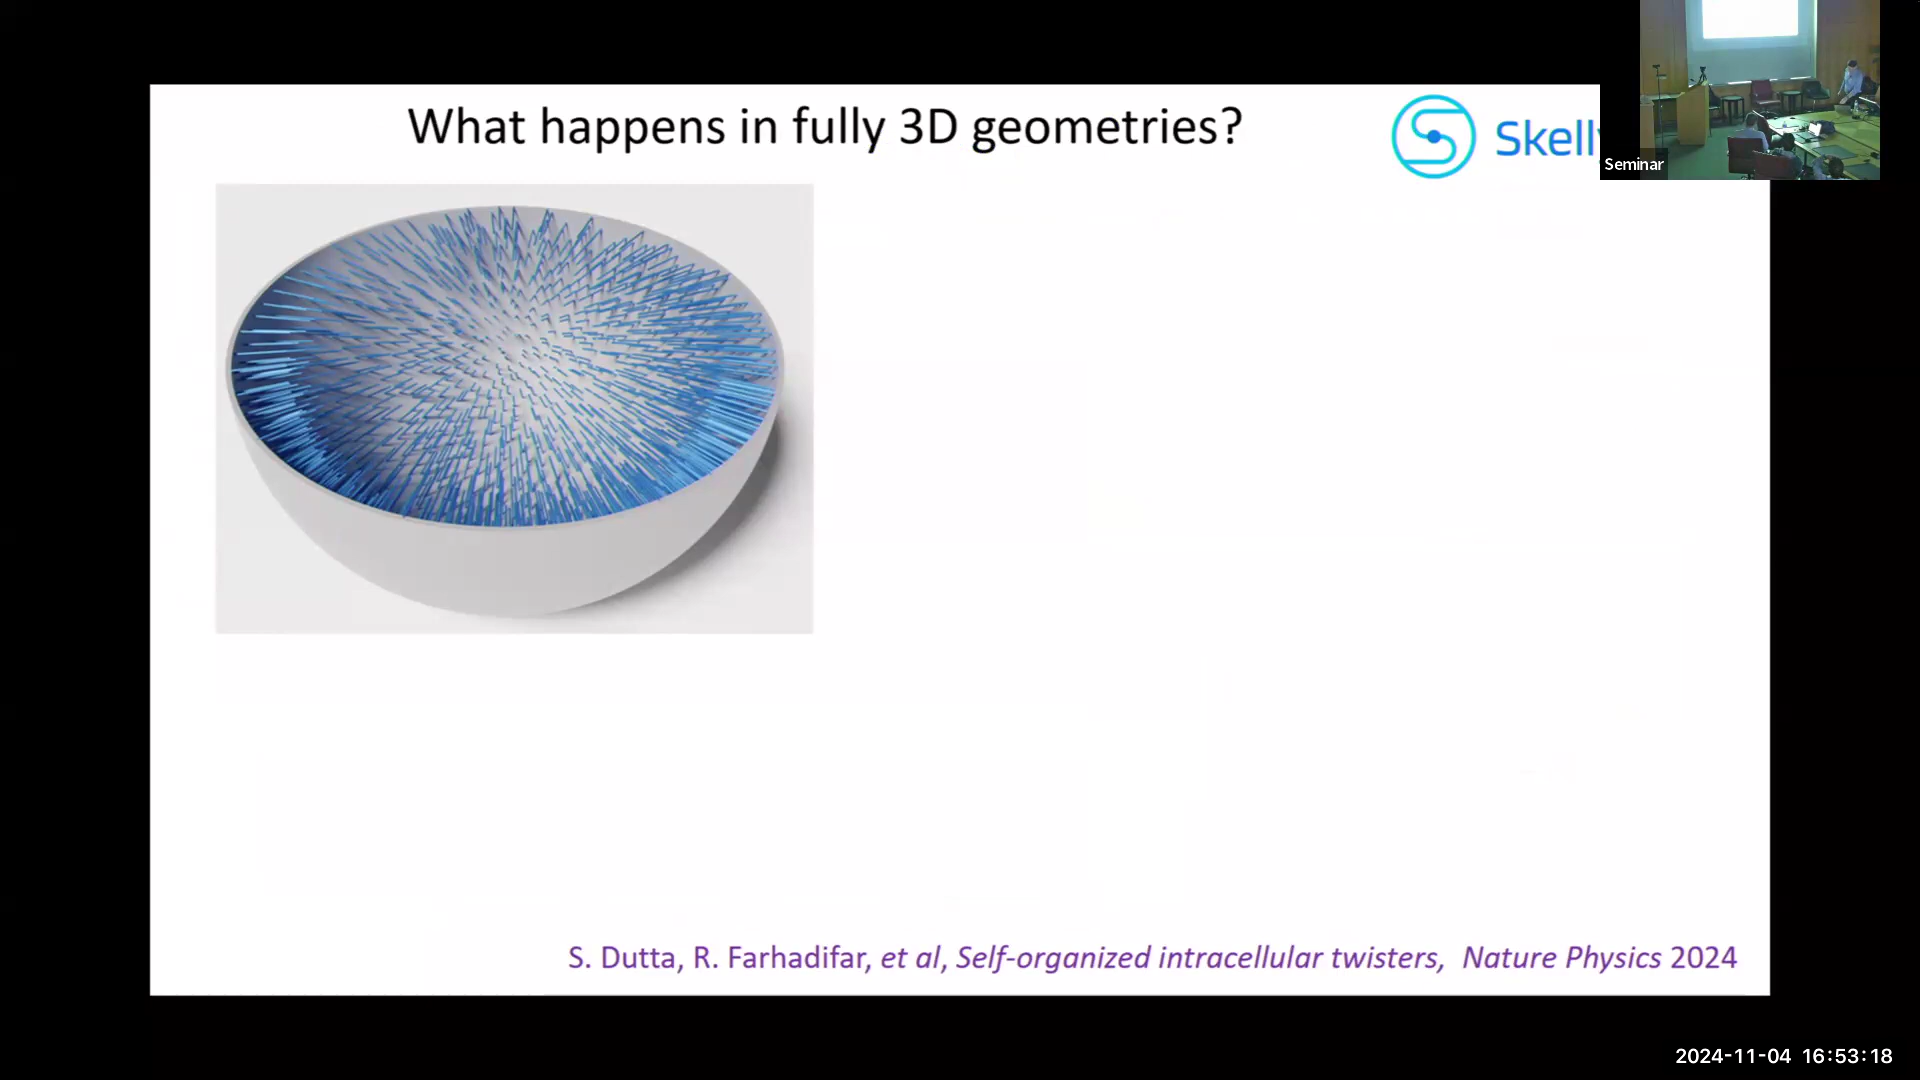 What happens in fully 3D geometries?
Skelly
Seminar
S. Dutta, R. Farhadifar, et al, Self-organized intracellular twisters, Nature Physics 2024
2024-11-04 16:53:18